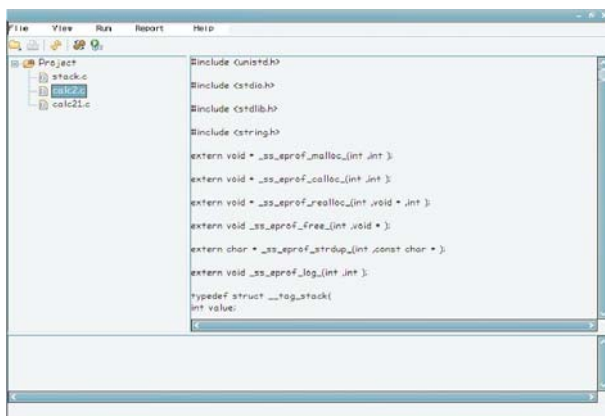 File View Run Report Help
Project
stack.c
calc2.c
calc21.c
#include <unistd.h>
#include <stdio.h>
#include <stdlib.h>
#include <string.h>
extern void * _ss_eprof_malloc_(int ,int );
extern void * _ss_eprof_calloc_(int ,int );
extern void * _ss_eprof_realloc_(int ,void * ,int );
extern void _ss_eprof_free_(int ,void * );
extern char * _ss_eprof_strdup_(int ,const char * );
extern void _ss_eprof_log_(int ,int );
typedef struct __tag_stack{
int value;